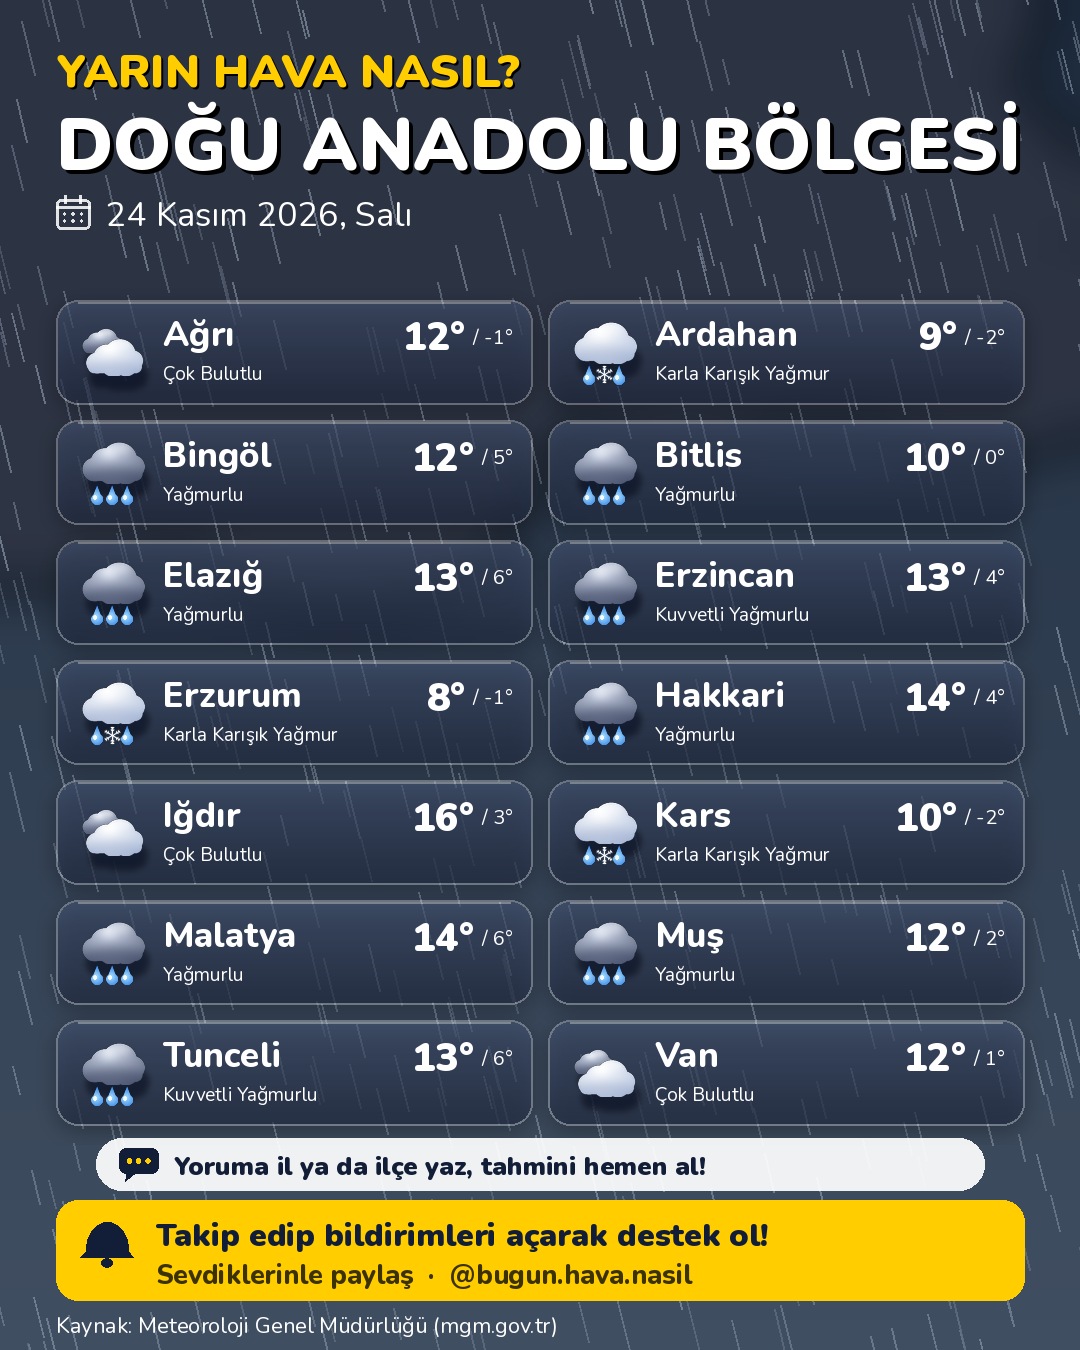 YARIN HAVA NASIL?
DOĞU ANADOLU BÖLGESİ
24 Kasım 2026, Salı
Ağrı 12° / -1°
Çok Bulutlu
Ardahan 9° / -2°
Karla Karışık Yağmur
Bingöl 12° / 5°
Yağmurlu
Bitlis 10° / 0°
Yağmurlu
Elazığ 13° / 6°
Yağmurlu
Erzincan 13° / 4°
Kuvvetli Yağmurlu
Erzurum 8° / -1°
Karla Karışık Yağmur
Hakkari 14° / 4°
Yağmurlu
Iğdır 16° / 3°
Çok Bulutlu
Kars 10° / -2°
Karla Karışık Yağmur
Malatya 14° / 6°
Yağmurlu
Muş 12° / 2°
Yağmurlu
Tunceli 13° / 6°
Kuvvetli Yağmurlu
Van 12° / 1°
Çok Bulutlu
Yoruma il ya da ilçe yaz, tahmini hemen al!
Takip edip bildirimleri açarak destek ol!
Sevdiklerinle paylaş · @bugun.hava.nasil
Kaynak: Meteoroloji Genel Müdürlüğü (mgm.gov.tr)